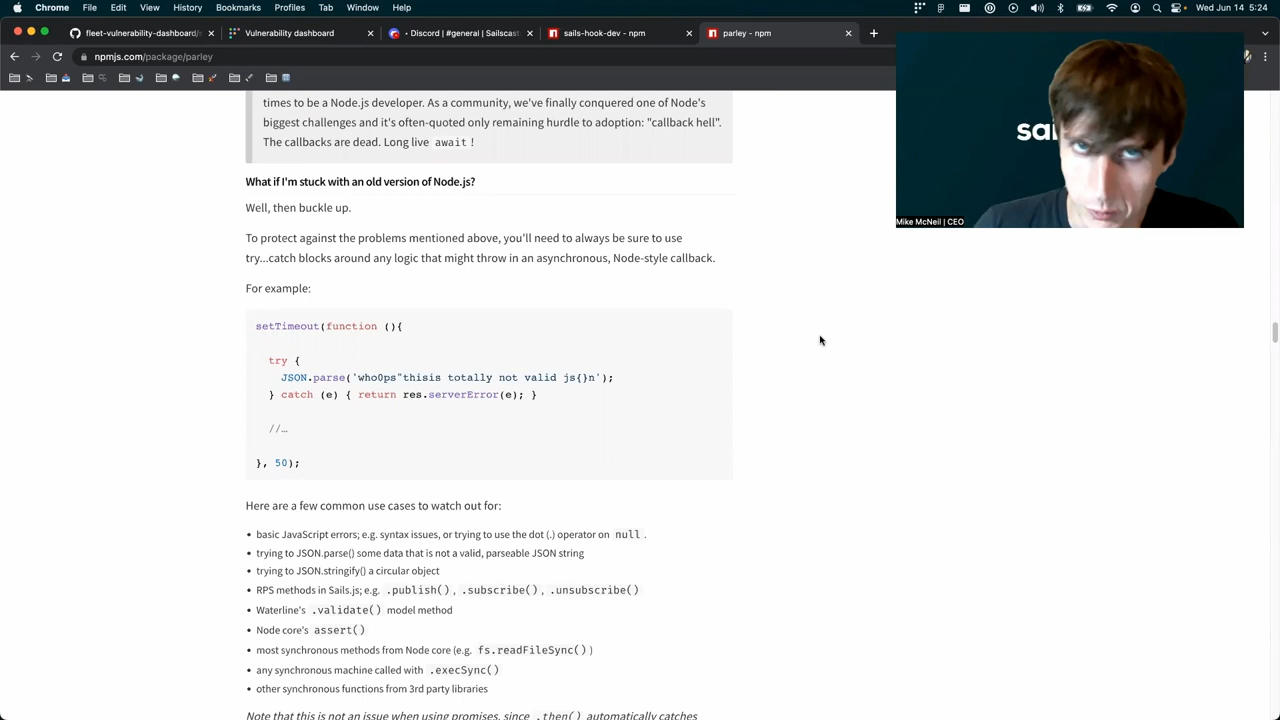 Chrome File Edit View History Bookmarks Profiles Tab Window Help
Wed Jun 14 5:24
fleet-vulnerability-dashboard/s
Vulnerability dashboard
• Discord | #general | Sailscas
sails-hook-dev - npm
parley - npm
npmjs.com/package/parley
times to be a Node.js developer. As a community, we've finally conquered one of Node's
biggest challenges and it's often-quoted only remaining hurdle to adoption: "callback hell".
The callbacks are dead. Long live await !
What if I'm stuck with an old version of Node.js?
Well, then buckle up.
To protect against the problems mentioned above, you'll need to always be sure to use
try...catch blocks around any logic that might throw in an asynchronous, Node-style callback.
For example:
setTimeout(function (){
try {
JSON.parse('who0ps"thisis totally not valid js{}n');
} catch (e) { return res.serverError(e); }
//…
}, 50);
Here are a few common use cases to watch out for:
• basic JavaScript errors; e.g. syntax issues, or trying to use the dot (.) operator on null .
• trying to JSON.parse() some data that is not a valid, parseable JSON string
• trying to JSON.stringify() a circular object
• RPS methods in Sails.js; e.g. .publish() , .subscribe() , .unsubscribe()
• Waterline's .validate() model method
• Node core's assert()
• most synchronous methods from Node core (e.g. fs.readFileSync() )
• any synchronous machine called with .execSync()
• other synchronous functions from 3rd party libraries
Note that this is not an issue when using promises, since .then() automatically catches
sai
Mike McNeil | CEO